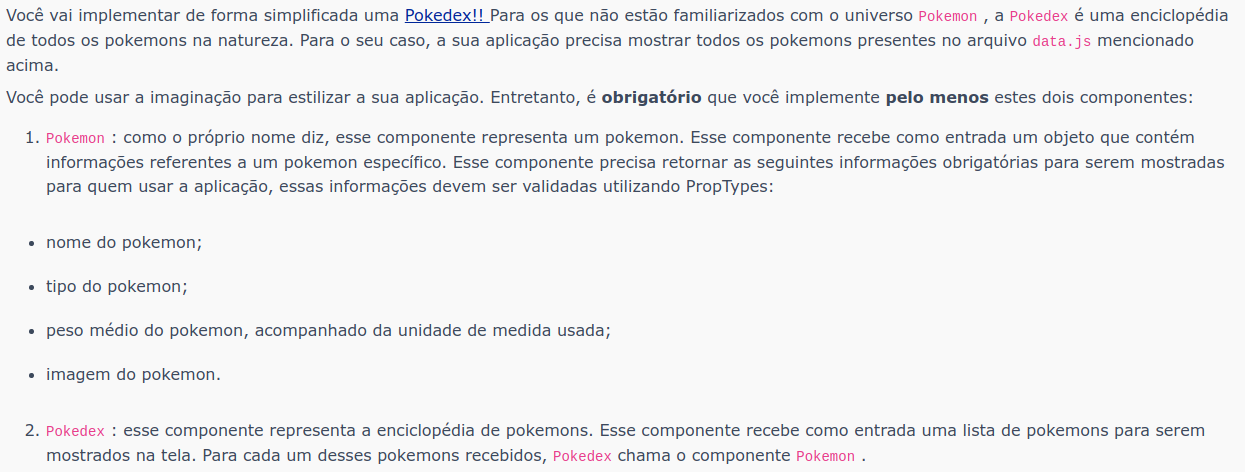 Você vai implementar de forma simplificada uma Pokedex!! Para os que não estão familiarizados com o universo Pokemon , a Pokedex é uma enciclopédia
de todos os pokemons na natureza. Para o seu caso, a sua aplicação precisa mostrar todos os pokemons presentes no arquivo data.js mencionado
acima.
Você pode usar a imaginação para estilizar a sua aplicação. Entretanto, é obrigatório que você implemente pelo menos estes dois componentes:
1. Pokemon : como o próprio nome diz, esse componente representa um pokemon. Esse componente recebe como entrada um objeto que contém
informações referentes a um pokemon específico. Esse componente precisa retornar as seguintes informações obrigatórias para serem mostradas
para quem usar a aplicação, essas informações devem ser validadas utilizando PropTypes:
• nome do pokemon;
• tipo do pokemon;
• peso médio do pokemon, acompanhado da unidade de medida usada;
• imagem do pokemon.
2. Pokedex : esse componente representa a enciclopédia de pokemons. Esse componente recebe como entrada uma lista de pokemons para serem
mostrados na tela. Para cada um desses pokemons recebidos, Pokedex chama o componente Pokemon .